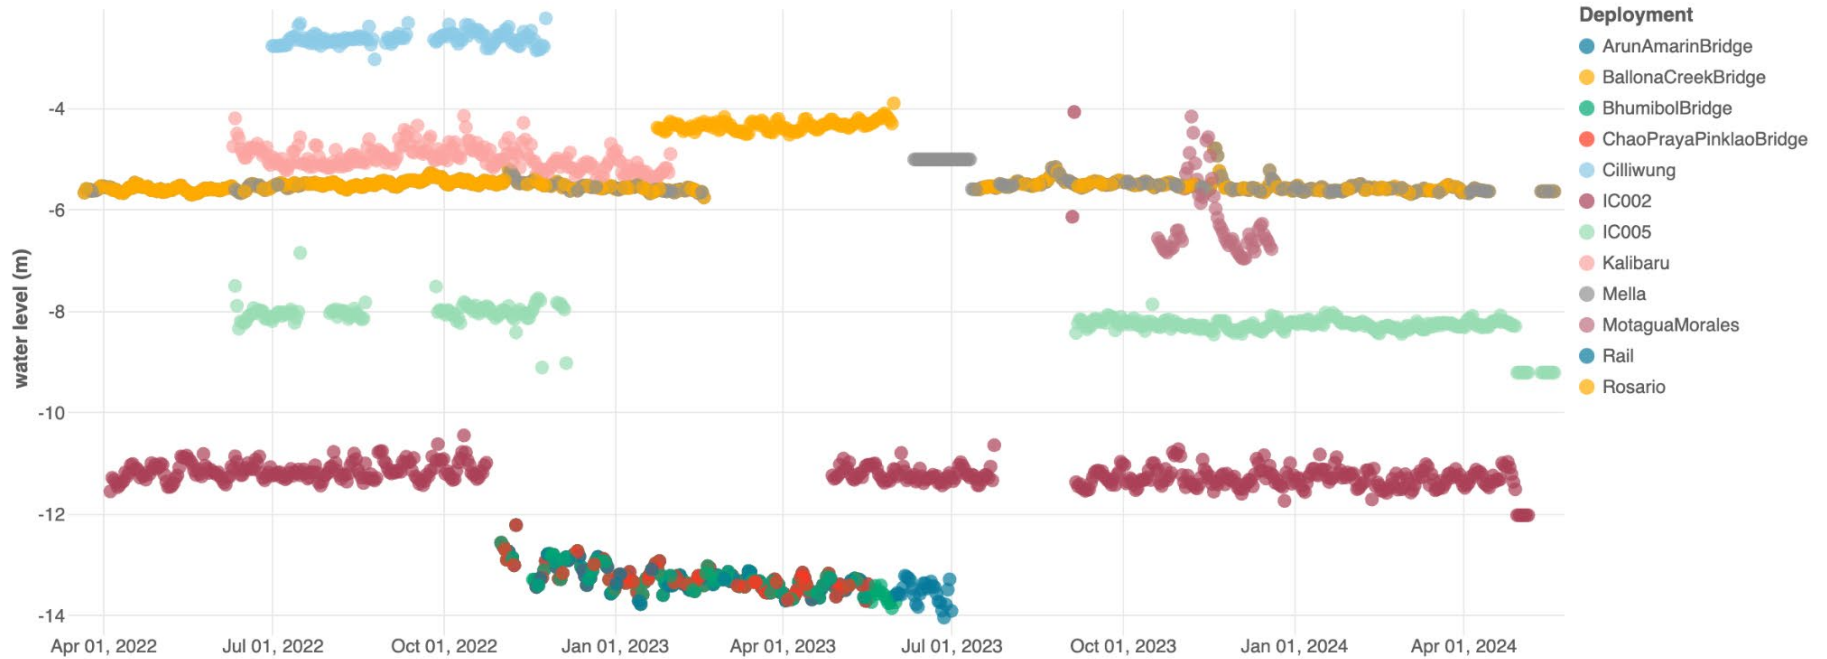 Deployment
ArunAmarinBridge
BallonaCreekBridge
BhumibolBridge
ChaoPrayaPinklaoBridge
Cilliwung
IC002
IC005
Kalibaru
Mella
MotaguaMorales
Rail
Rosario
water level (m)
-4
-6
-8
-10
-12
-14
Apr 01, 2022 Jul 01, 2022 Oct 01, 2022 Jan 01, 2023 Apr 01, 2023 Jul 01, 2023 Oct 01, 2023 Jan 01, 2024 Apr 01, 2024